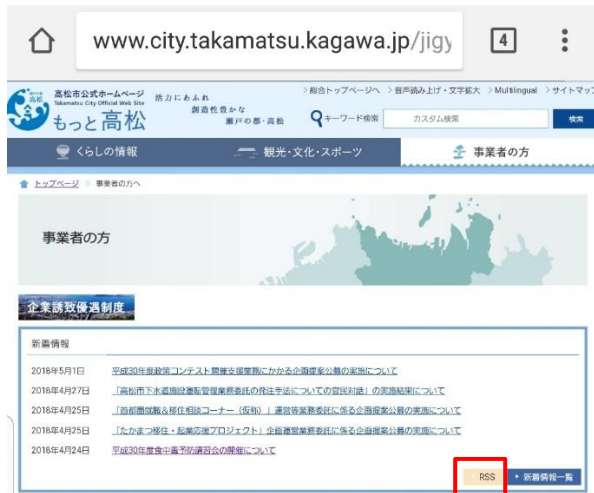 www.city.takamatsu.kagawa.jp/jigy
4
高松市公式ホームページ
Takamatsu City Official Web Site
もっと高松
活力にあふれ
創造性豊かな
瀬戸の都・高松
> 総合トップページへ > 音声読み上げ・文字拡大 > Multilingual > サイトマップ
キーワード検索 カスタム検索 検索
くらしの情報 観光・文化・スポーツ 事業者の方
トップページ > 事業者の方へ
事業者の方
企業誘致優遇制度
新着情報
2018年5月1日 平成30年度政策コンテスト開催支援業務にかかる企画提案公募の実施について
2018年4月27日 「高松市下水道施設運転管理業務委託の発注手法についての官民対話」の実施結果について
2018年4月25日 「首都圏就職&移住相談コーナー（仮称）」運営等業務委託に係る企画提案公募の実施について
2018年4月25日 「たかまつ移住・起業応援プロジェクト」企画運営業務委託に係る企画提案公募の実施について
2018年4月24日 平成30年度食中毒予防講習会の開催について
RSS 新着情報一覧